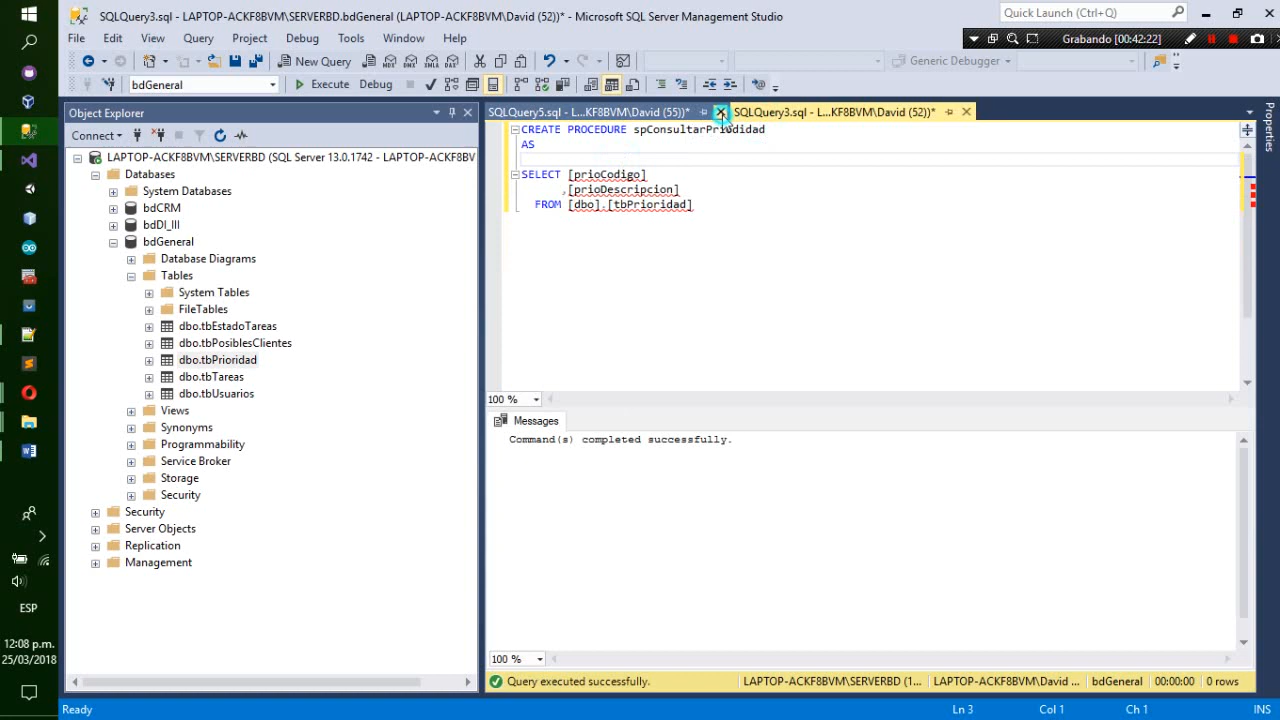 SQLQuery3.sql - LAPTOP-ACKF8BVM\SERVERBD.bdGeneral (LAPTOP-ACKF8BVM\David (52))* - Microsoft SQL Server Management Studio
Quick Launch (Ctrl+Q)
File Edit View Query Project Debug Tools Window Help
Grabando [00:42:22]
New Query
MDX DMX XMLA DAX
Generic Debugger
bdGeneral
Execute Debug
Object Explorer
SQLQuery5.sql - L...KF8BVM\David (55))*
SQLQuery3.sql - L...KF8BVM\David (52))*
Properties
Connect
LAPTOP-ACKF8BVM\SERVERBD (SQL Server 13.0.1742 - LAPTOP-ACKF8BV
Databases
System Databases
bdCRM
bdDI_III
bdGeneral
Database Diagrams
Tables
System Tables
FileTables
dbo.tbEstadoTareas
dbo.tbPosiblesClientes
dbo.tbPrioridad
dbo.tbTareas
dbo.tbUsuarios
Views
Synonyms
Programmability
Service Broker
Storage
Security
Security
Server Objects
Replication
Management
CREATE PROCEDURE spConsultarPriodidad
AS
SELECT [prioCodigo]
,[prioDescripcion]
FROM [dbo].[tbPrioridad]
100 %
Messages
Command(s) completed successfully.
100 %
Query executed successfully.
LAPTOP-ACKF8BVM\SERVERBD (1... LAPTOP-ACKF8BVM\David ... bdGeneral 00:00:00 0 rows
Ready
Ln 3 Col 1 Ch 1 INS
ESP
12:08 p.m.
25/03/2018